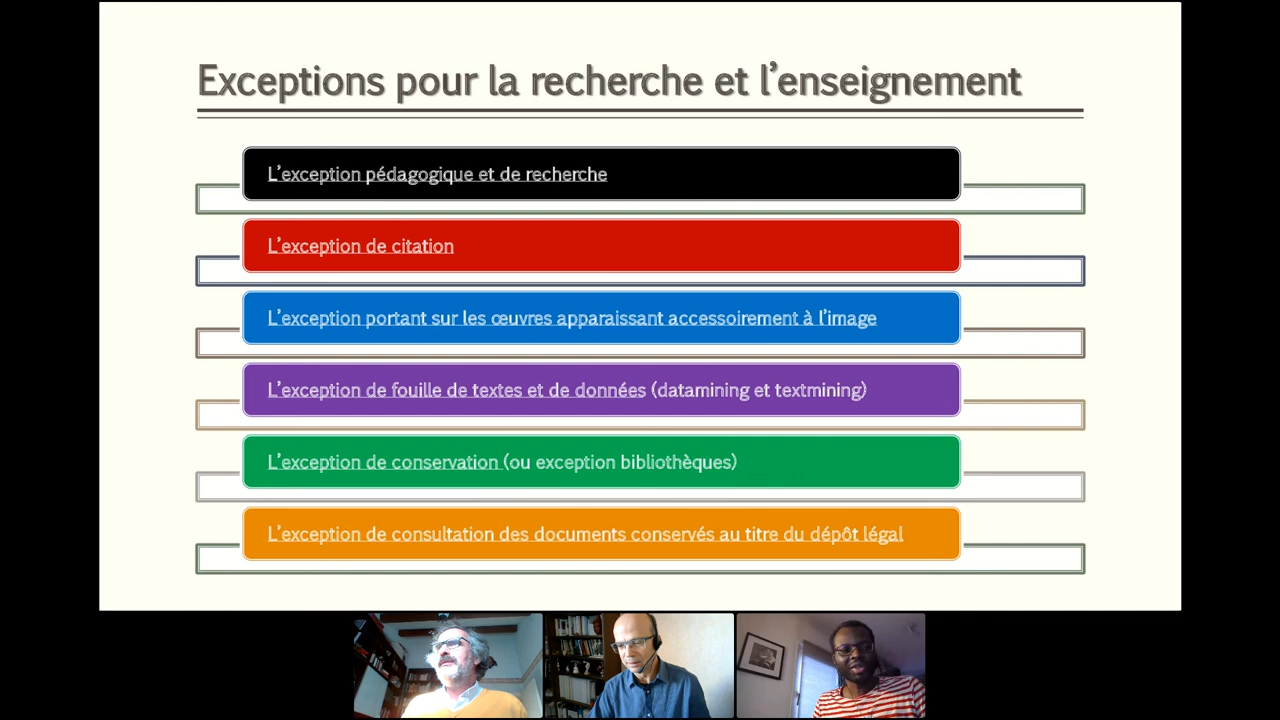 Exceptions pour la recherche et l’enseignement
L’exception pédagogique et de recherche
L’exception de citation
L’exception portant sur les œuvres apparaissant accessoirement à l’image
L’exception de fouille de textes et de données (datamining et textmining)
L’exception de conservation (ou exception bibliothèques)
L’exception de consultation des documents conservés au titre du dépôt légal